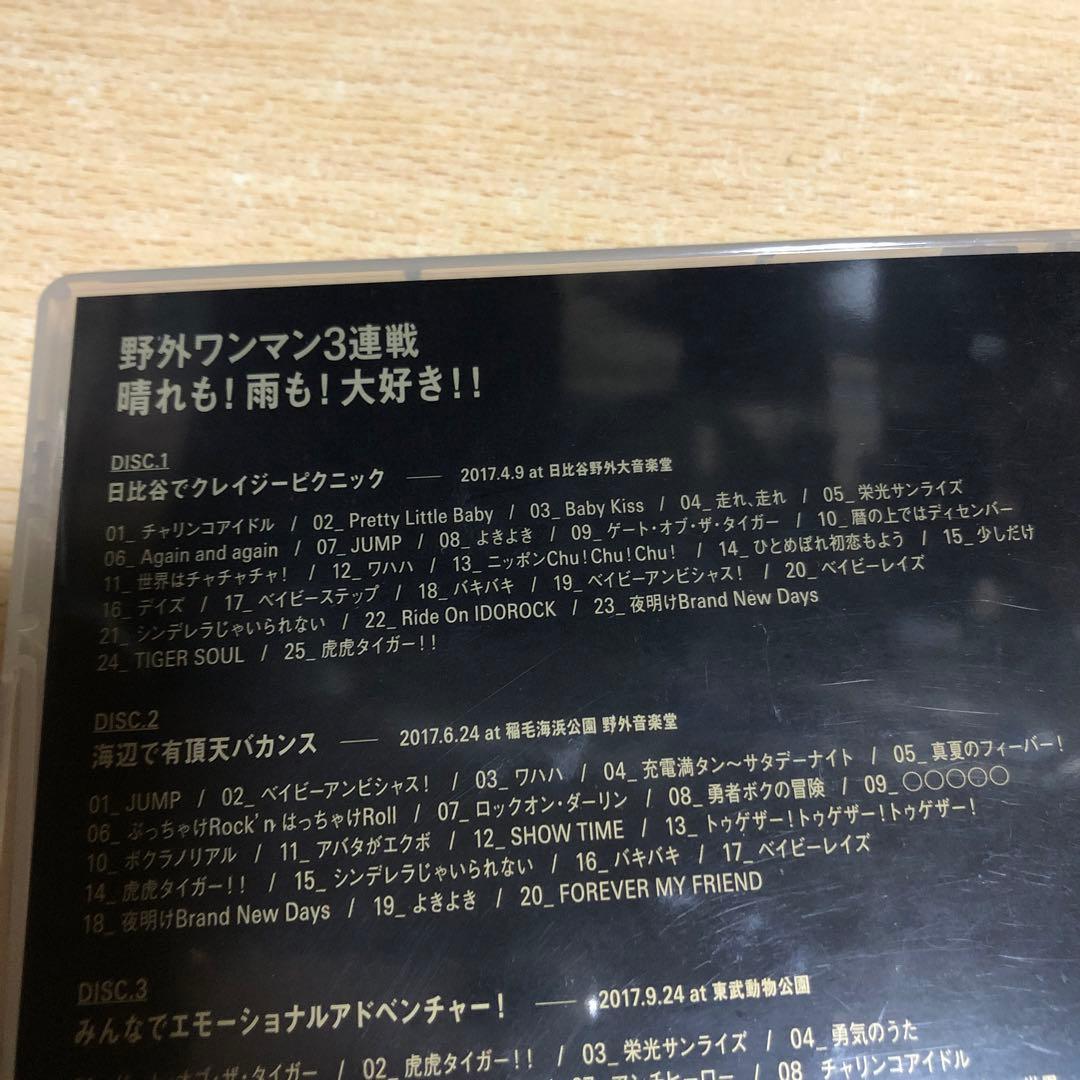 野外ワンマン3連戦
晴れも!雨も!大好き!!
DISC.1
日比谷でクレイジーピクニック —— 2017.4.9 at 日比谷野外大音楽堂
01_ チャリンコアイドル / 02_ Pretty Little Baby / 03_ Baby Kiss / 04_ 走れ、走れ / 05_ 栄光サンライズ
06_ Again and again / 07_ JUMP / 08_ よきよき / 09_ ゲート・オブ・ザ・タイガー / 10_ 暦の上ではディセンバー
11_ 世界はチャチャチャ! / 12_ ワハハ / 13_ ニッポンChu!Chu!Chu! / 14_ ひとめぼれ初恋もよう / 15_ 少しだけ
16_ デイズ / 17_ ベイビーステップ / 18_ バキバキ / 19_ ベイビーアンビシャス! / 20_ ベイビーレイズ
21_ シンデレラじゃいられない / 22_ Ride On IDOROCK / 23_ 夜明けBrand New Days
24_ TIGER SOUL / 25_ 虎虎タイガー!!
DISC.2
海辺で有頂天バカンス —— 2017.6.24 at 稲毛海浜公園 野外音楽堂
01_ JUMP / 02_ ベイビーアンビシャス! / 03_ ワハハ / 04_ 充電満タン〜サタデーナイト / 05_ 真夏のフィーバー!
06_ ぶっちゃけRock'n はっちゃけRoll / 07_ ロックオン・ダーリン / 08_ 勇者ボクの冒険 / 09_ ○○○○○
10_ ボクラノリアル / 11_ アバタがエクボ / 12_ SHOW TIME / 13_ トゥゲザー!トゥゲザー!トゥゲザー!
14_ 虎虎タイガー!! / 15_ シンデレラじゃいられない / 16_ バキバキ / 17_ ベイビーレイズ
18_ 夜明けBrand New Days / 19_ よきよき / 20_ FOREVER MY FRIEND
DISC.3
みんなでエモーショナルアドベンチャー! —— 2017.9.24 at 東武動物公園
オブ・ザ・タイガー / 02_ 虎虎タイガー!! / 03_ 栄光サンライズ / 04_ 勇気のうた
アンチヒーロー / 08 チャリンコアイドル